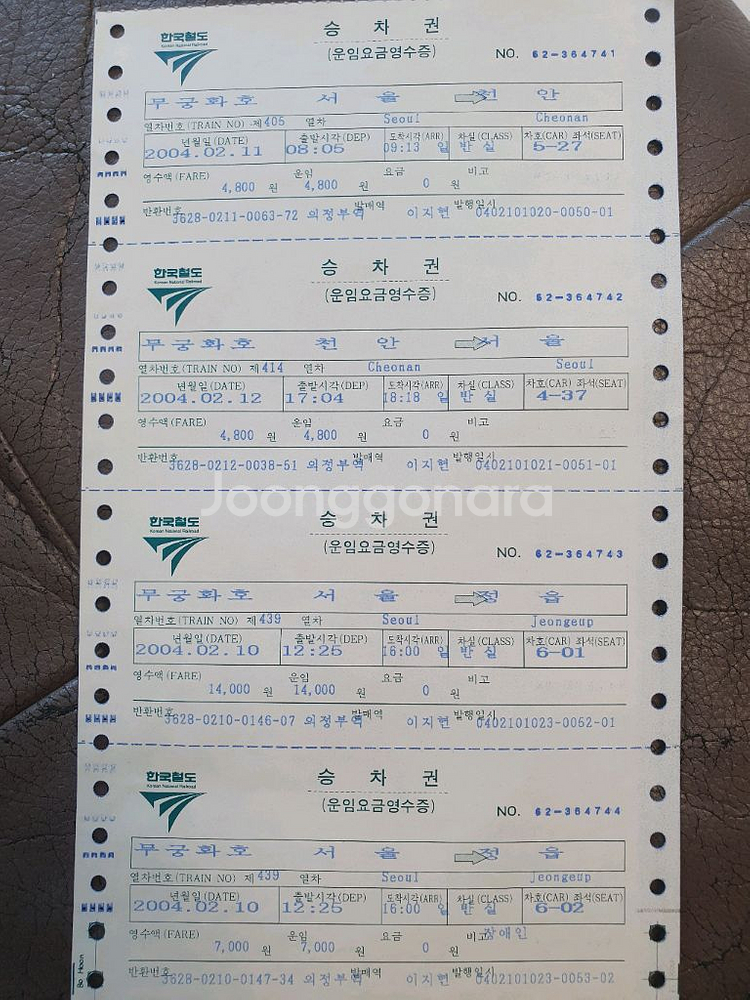 승 차 권
한국철도
Korean National Railroad
(운임요금영수증)
NO. 62-364741
무궁화호 서 울 천 안
열차번호(TRAIN NO) 제405 열차 Seoul Cheonan
년월일(DATE) 출발시각(DEP) 도착시각(ARR) 차실(CLASS) 차호(CAR) 좌석(SEAT)
2004.02.11 08:05 09:13 일 반 실 5-27
영수액(FARE) 운임 요금 비고
4,800 원 4,800 원 0 원
반환번호 발매역 발행일시
3628-0211-0063-72 의정부역 이지현 0402101020-0050-01
승 차 권
한국철도
Korean National Railroad
(운임요금영수증)
NO. 62-364742
무궁화호 천 안 서 울
열차번호(TRAIN NO) 제414 열차 Cheonan Seoul
년월일(DATE) 출발시각(DEP) 도착시각(ARR) 차실(CLASS) 차호(CAR) 좌석(SEAT)
2004.02.12 17:04 18:18 일 반 실 4-37
영수액(FARE) 운임 요금 비고
4,800 원 4,800 원 0 원
반환번호 발매역 발행일시
3628-0212-0038-51 의정부역 이지현 0402101021-0051-01
Joonggonara
승 차 권
한국철도
Korean National Railroad
(운임요금영수증)
NO. 62-364743
무궁화호 서 울 정 읍
열차번호(TRAIN NO) 제439 열차 Seoul Jeongeup
년월일(DATE) 출발시각(DEP) 도착시각(ARR) 차실(CLASS) 차호(CAR) 좌석(SEAT)
2004.02.10 12:25 16:00 일 반 실 6-01
영수액(FARE) 운임 요금 비고
14,000 원 14,000 원 0 원
반환번호 발매역 발행일시
3628-0210-0146-07 의정부역 이지현 0402101023-0052-01
승 차 권
한국철도
Korean National Railroad
(운임요금영수증)
NO. 62-364744
무궁화호 서 울 정 읍
열차번호(TRAIN NO) 제439 열차 Seoul Jeongeup
년월일(DATE) 출발시각(DEP) 도착시각(ARR) 차실(CLASS) 차호(CAR) 좌석(SEAT)
2004.02.10 12:25 16:00 일 반 실 6-02
영수액(FARE) 운임 요금 비고 장애인
7,000 원 7,000 원 0 원
반환번호 발매역 발행일시
3628-0210-0147-34 의정부역 이지현 0402101023-0053-02